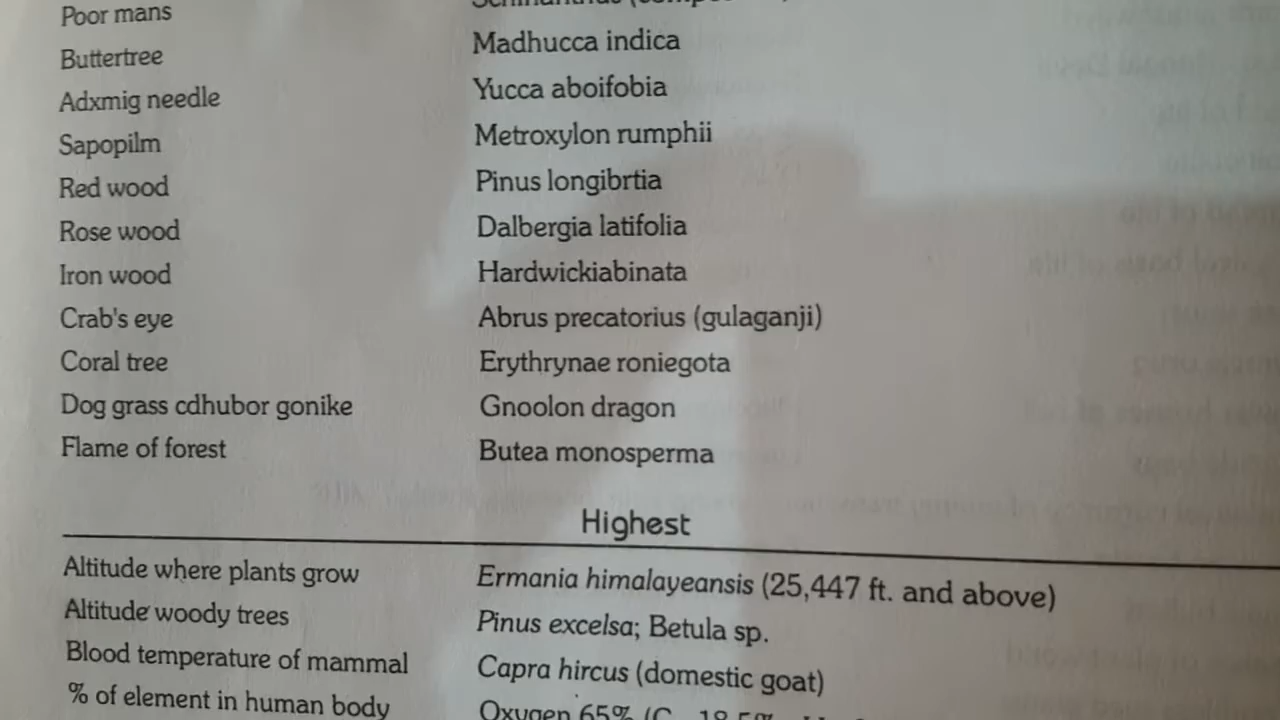 Poor mans
Buttertree Madhucca indica
Adxmig needle Yucca aboifobia
Sapopilm Metroxylon rumphii
Red wood Pinus longibrtia
Rose wood Dalbergia latifolia
Iron wood Hardwickiabinata
Crab's eye Abrus precatorius (gulaganji)
Coral tree Erythrynae roniegota
Dog grass cdhubor gonike Gnoolon dragon
Flame of forest Butea monosperma
Highest
Altitude where plants grow Ermania himalayeansis (25,447 ft. and above)
Altitude woody trees Pinus excelsa; Betula sp.
Blood temperature of mammal Capra hircus (domestic goat)
% of element in human body Oxygen 65%